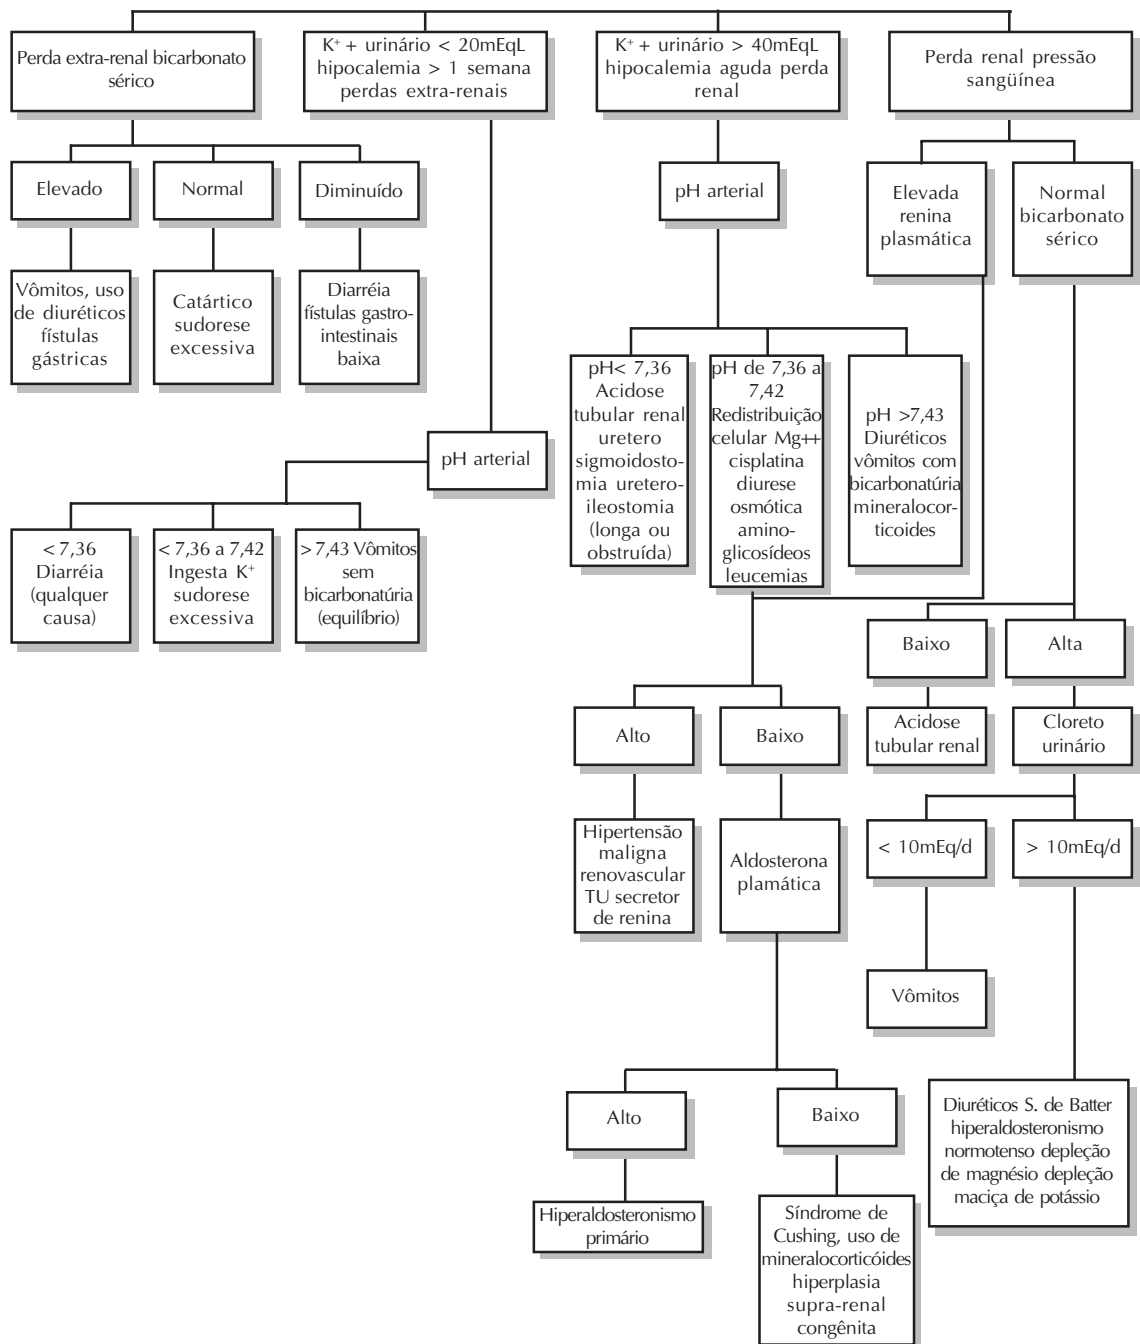 Perda extra-renal bicarbonato
sérico
K⁺ + urinário < 20mEqL
hipocalemia > 1 semana
perdas extra-renais
K⁺ + urinário > 40mEqL
hipocalemia aguda perda
renal
Perda renal pressão
sangüínea
Elevado
Normal
Diminuído
pH arterial
Elevada
renina
plasmática
Normal
bicarbonato
sérico
Vômitos, uso
de diuréticos
fístulas
gástricas
Catártico
sudorese
excessiva
Diarréia
fístulas gastro-
intestinais
baixa
pH< 7,36
Acidose
tubular renal
uretero
sigmoidosto-
mia uretero-
ileostomia
(longa ou
obstruída)
pH de 7,36 a
7,42
Redistribuição
celular Mg++
cisplatina
diurese
osmótica
amino-
glicosídeos
leucemias
pH >7,43
Diuréticos
vômitos com
bicarbonatúria
mineralocor-
ticoides
pH arterial
< 7,36
Diarréia
(qualquer
causa)
< 7,36 a 7,42
Ingesta K⁺
sudorese
excessiva
> 7,43 Vômitos
sem
bicarbonatúria
(equilíbrio)
Baixo
Alta
Alto
Baixo
Acidose
tubular renal
Cloreto
urinário
Hipertensão
maligna
renovascular
TU secretor
de renina
Aldosterona
plamática
< 10mEq/d
> 10mEq/d
Vômitos
Alto
Baixo
Diuréticos S. de Batter
hiperaldosteronismo
normotenso depleção
de magnésio depleção
maciça de potássio
Hiperaldosteronismo
primário
Síndrome de
Cushing, uso de
mineralocorticóides
hiperplasia
supra-renal
congênita